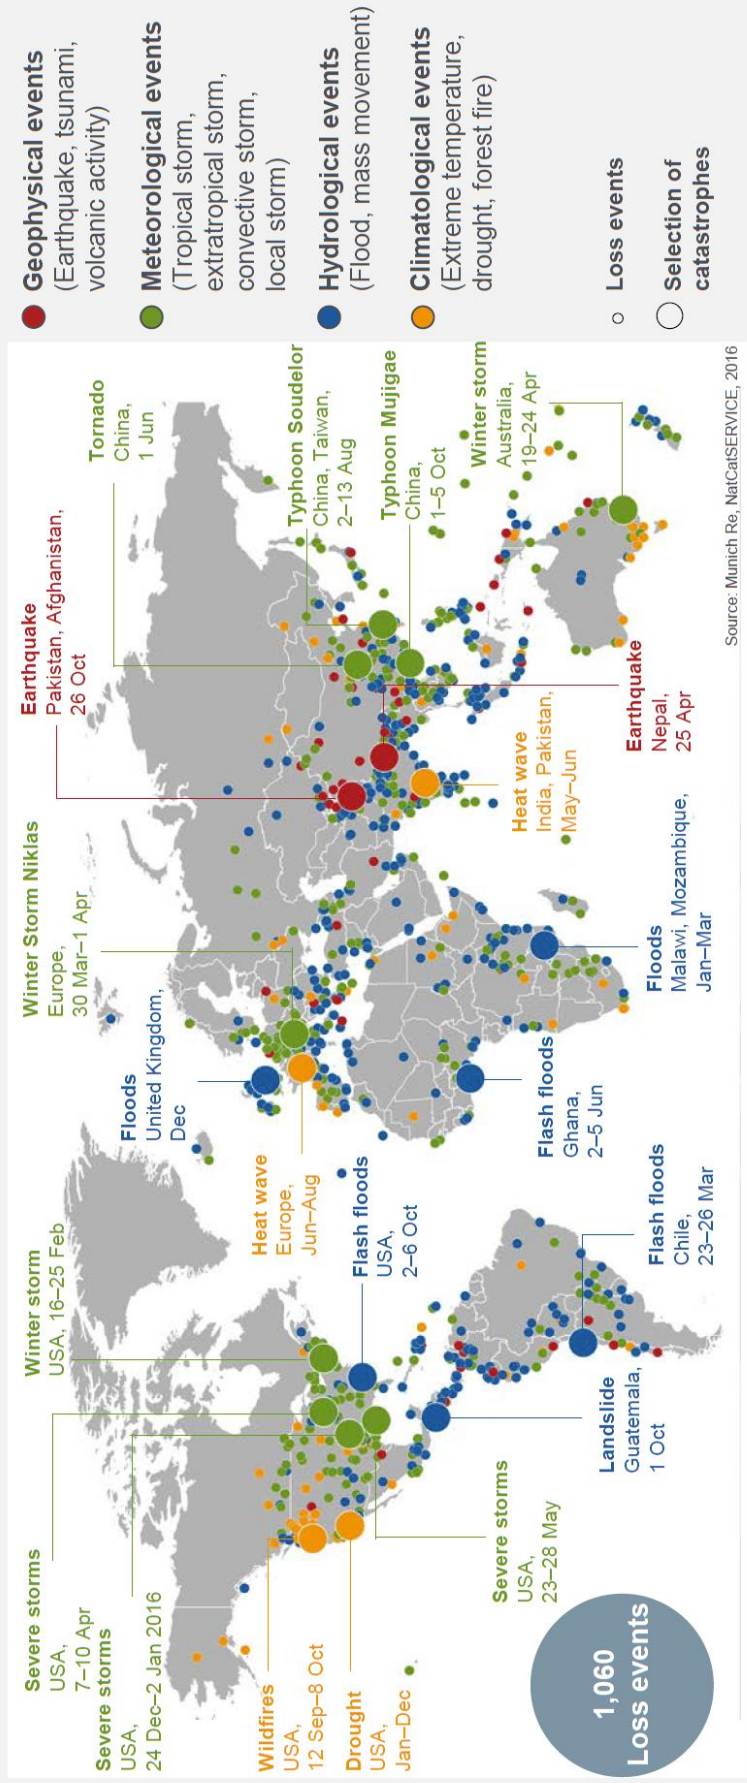 Severe storms
USA,
7–10 Apr
Severe storms
USA,
24 Dec–2 Jan 2016
Winter storm
USA, 16–25 Feb
Floods
United Kingdom,
Dec
Winter Storm Niklas
Europe,
30 Mar–1 Apr
Earthquake
Pakistan, Afghanistan,
26 Oct
Tornado
China,
1 Jun
Wildfires
USA,
12 Sep–8 Oct
Drought
USA,
Jan–Dec
Heat wave
Europe,
Jun–Aug
Flash floods
USA,
2–6 Oct
Typhoon Soudelor
China, Taiwan,
2–13 Aug
Typhoon Mujigae
China,
1–5 Oct
Winter storm
Australia,
19–24 Apr
Severe storms
USA,
23–28 May
Landslide
Guatemala,
1 Oct
Flash floods
Chile,
23–26 Mar
Flash floods
Ghana,
2–5 Jun
Floods
Malawi, Mozambique,
Jan–Mar
Heat wave
India, Pakistan,
May–Jun
Earthquake
Nepal,
25 Apr
1,060
Loss events
Source: Munich Re, NatCatSERVICE, 2016
Geophysical events
(Earthquake, tsunami,
volcanic activity)
Meteorological events
(Tropical storm,
extratropical storm,
convective storm,
local storm)
Hydrological events
(Flood, mass movement)
Climatological events
(Extreme temperature,
drought, forest fire)
Loss events
Selection of
catastrophes